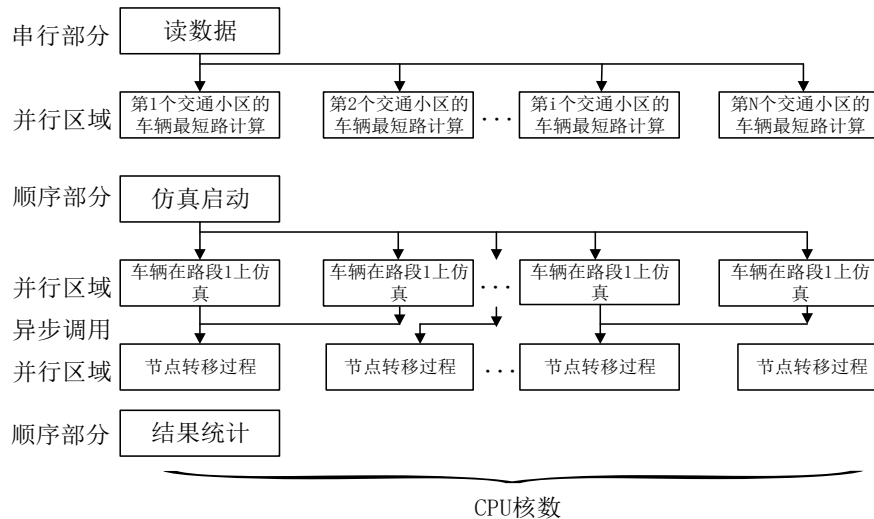 串行部分
读数据
并行区域
第1个交通小区的
车辆最短路计算
第2个交通小区的
车辆最短路计算
...
第i个交通小区的
车辆最短路计算
第N个交通小区的
车辆最短路计算
顺序部分
仿真启动
并行区域
车辆在路段1上仿
真
车辆在路段1上仿
真
...
车辆在路段1上仿
真
车辆在路段1上仿
真
异步调用
并行区域
节点转移过程
节点转移过程
...
节点转移过程
节点转移过程
顺序部分
结果统计
CPU核数